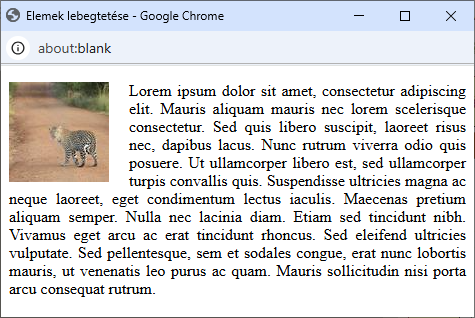 Elemek lebegtetése - Google Chrome
about:blank
Lorem ipsum dolor sit amet, consectetur adipiscing
elit. Mauris aliquam mauris nec lorem scelerisque
consectetur. Sed quis libero suscipit, laoreet risus
nec, dapibus lacus. Nunc rutrum viverra odio quis
posuere. Ut ullamcorper libero est, sed ullamcorper
turpis convallis quis. Suspendisse ultricies magna ac
neque laoreet, eget condimentum lectus iaculis. Maecenas pretium
aliquam semper. Nulla nec lacinia diam. Etiam sed tincidunt nibh.
Vivamus eget arcu ac erat tincidunt rhoncus. Sed eleifend ultricies
vulputate. Sed pellentesque, sem et sodales congue, erat nunc lobortis
mauris, ut venenatis leo purus ac quam. Mauris sollicitudin nisi porta
arcu consequat rutrum.